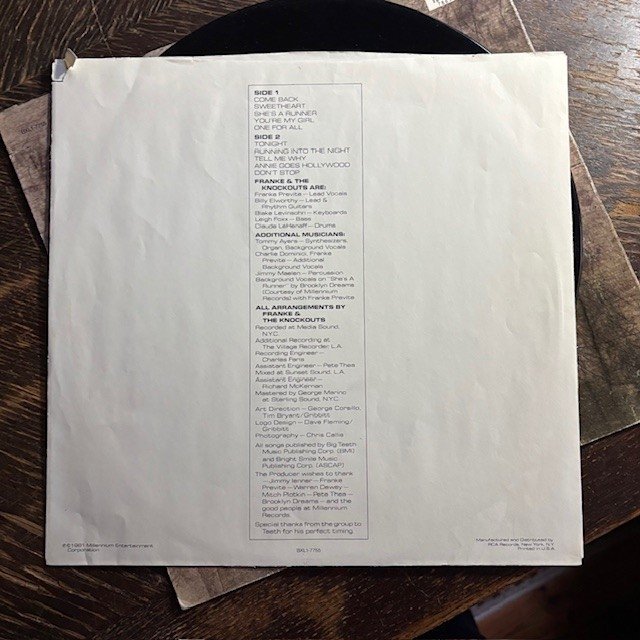 SIDE 1
COME BACK
SWEETHEART
SHE'S A RUNNER
YOU'RE MY GIRL
ONE FOR ALL
SIDE 2
TONIGHT
RUNNING INTO THE NIGHT
TELL ME WHY
ANNIE GOES HOLLYWOOD
DON'T STOP
FRANKE & THE
KNOCKOUTS ARE:
Franke Previte — Lead Vocals
Billy Elworthy — Lead &
Rhythm Guitars
Blake Levinsohn — Keyboards
Leigh Foxx — Bass
Claude LeHenaff — Drums
ADDITIONAL MUSICIANS:
Tommy Ayers — Synthesizers,
Organ, Background Vocals
Charlie Dominici, Franke
Previte — Additional
Background Vocals
Jimmy Maelen — Percussion
Background Vocals on "She's A
Runner" by Brooklyn Dreams
(Courtesy of Millennium
Records) with Franke Previte
ALL ARRANGEMENTS BY
FRANKE &
THE KNOCKOUTS
Recorded at Media Sound,
N.Y.C.
Additional Recording at
The Village Recorder, L.A.
Recording Engineer —
Charles Faris
Assistant Engineer — Pete Thea
Mixed at Sunset Sound, L.A.
Assistant Engineer —
Richard McKernan
Mastered by George Marino
at Sterling Sound, N.Y.C.
Art Direction — George Corsillo,
Tim Bryant/Gribbitt
Logo Design — Dave Fleming/
Gribbitt
Photography — Chris Callis
All songs published by Big Teeth
Music Publishing Corp. (BMI)
and Bright Smile Music
Publishing Corp. (ASCAP)
The Producer wishes to thank
— Jimmy Ienner — Franke
Previte — Warren Dewey —
Mitch Plotkin — Pete Thea —
Brooklyn Dreams — and the
good people at Millennium
Records.
Special thanks from the group to
Teeth for his perfect timing.
℗©1981 Millennium Entertainment
Corporation
BXL1-7755
Manufactured and Distributed by
RCA Records, New York, N.Y.
Printed in U.S.A.